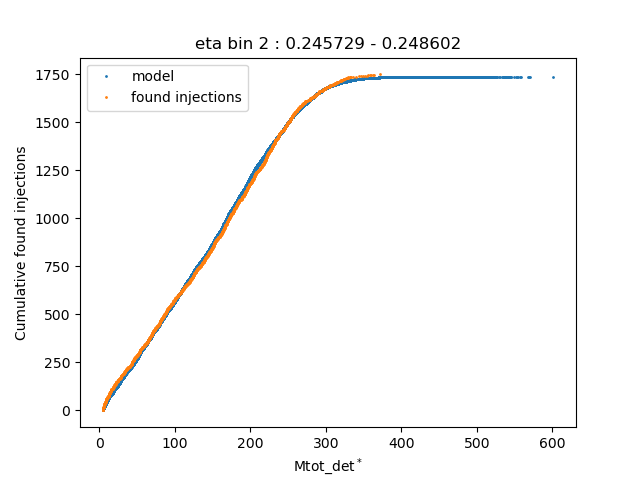 eta bin 2 : 0.245729 - 0.248602
model
found injections
1750
1500
1250
1000
750
500
250
0
Cumulative found injections
0 100 200 300 400 500 600
Mtot_det*